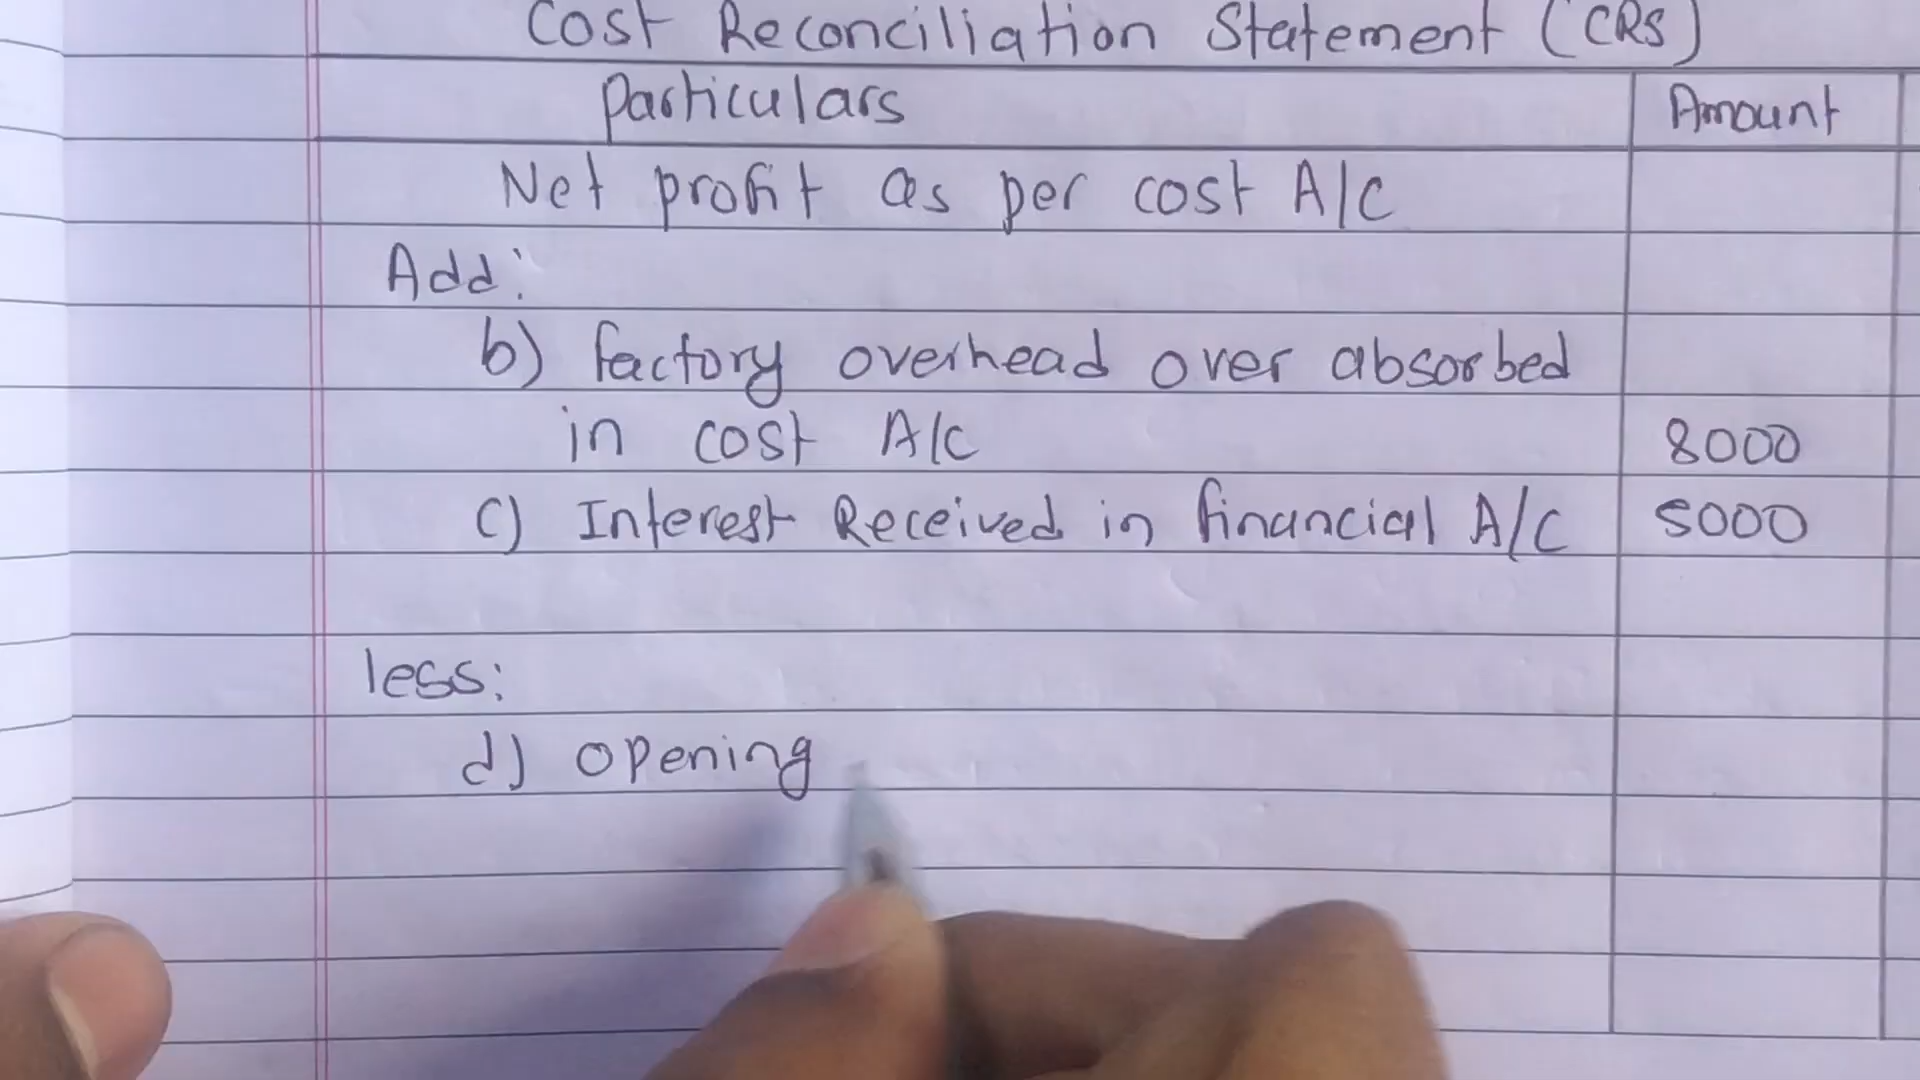 Cost Reconciliation Statement (CRS)
Particulars Amount
Net profit as per cost A/C
Add:
b) factory overhead over absorbed
in cost A/C 8000
c) Interest Received in financial A/C 5000
less:
d) opening